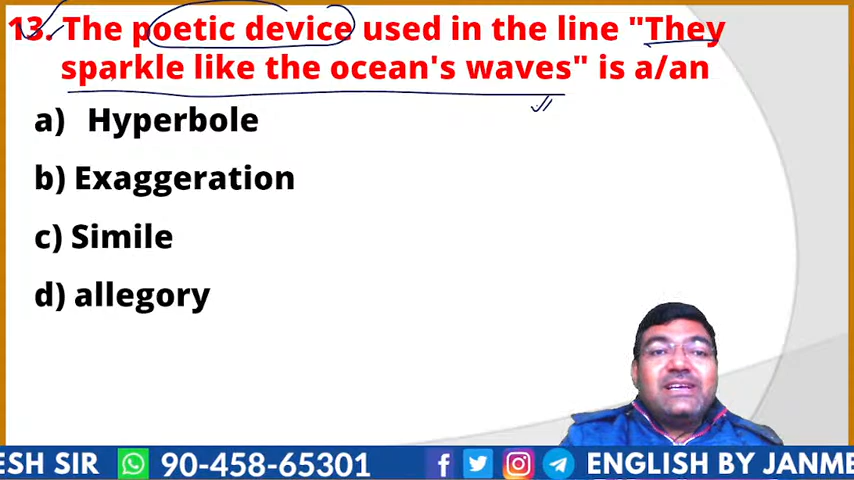 13. The poetic device used in the line "They
sparkle like the ocean's waves" is a/an
a) Hyperbole
b) Exaggeration
c) Simile
d) allegory
ESH SIR 90-458-65301 ENGLISH BY JANME